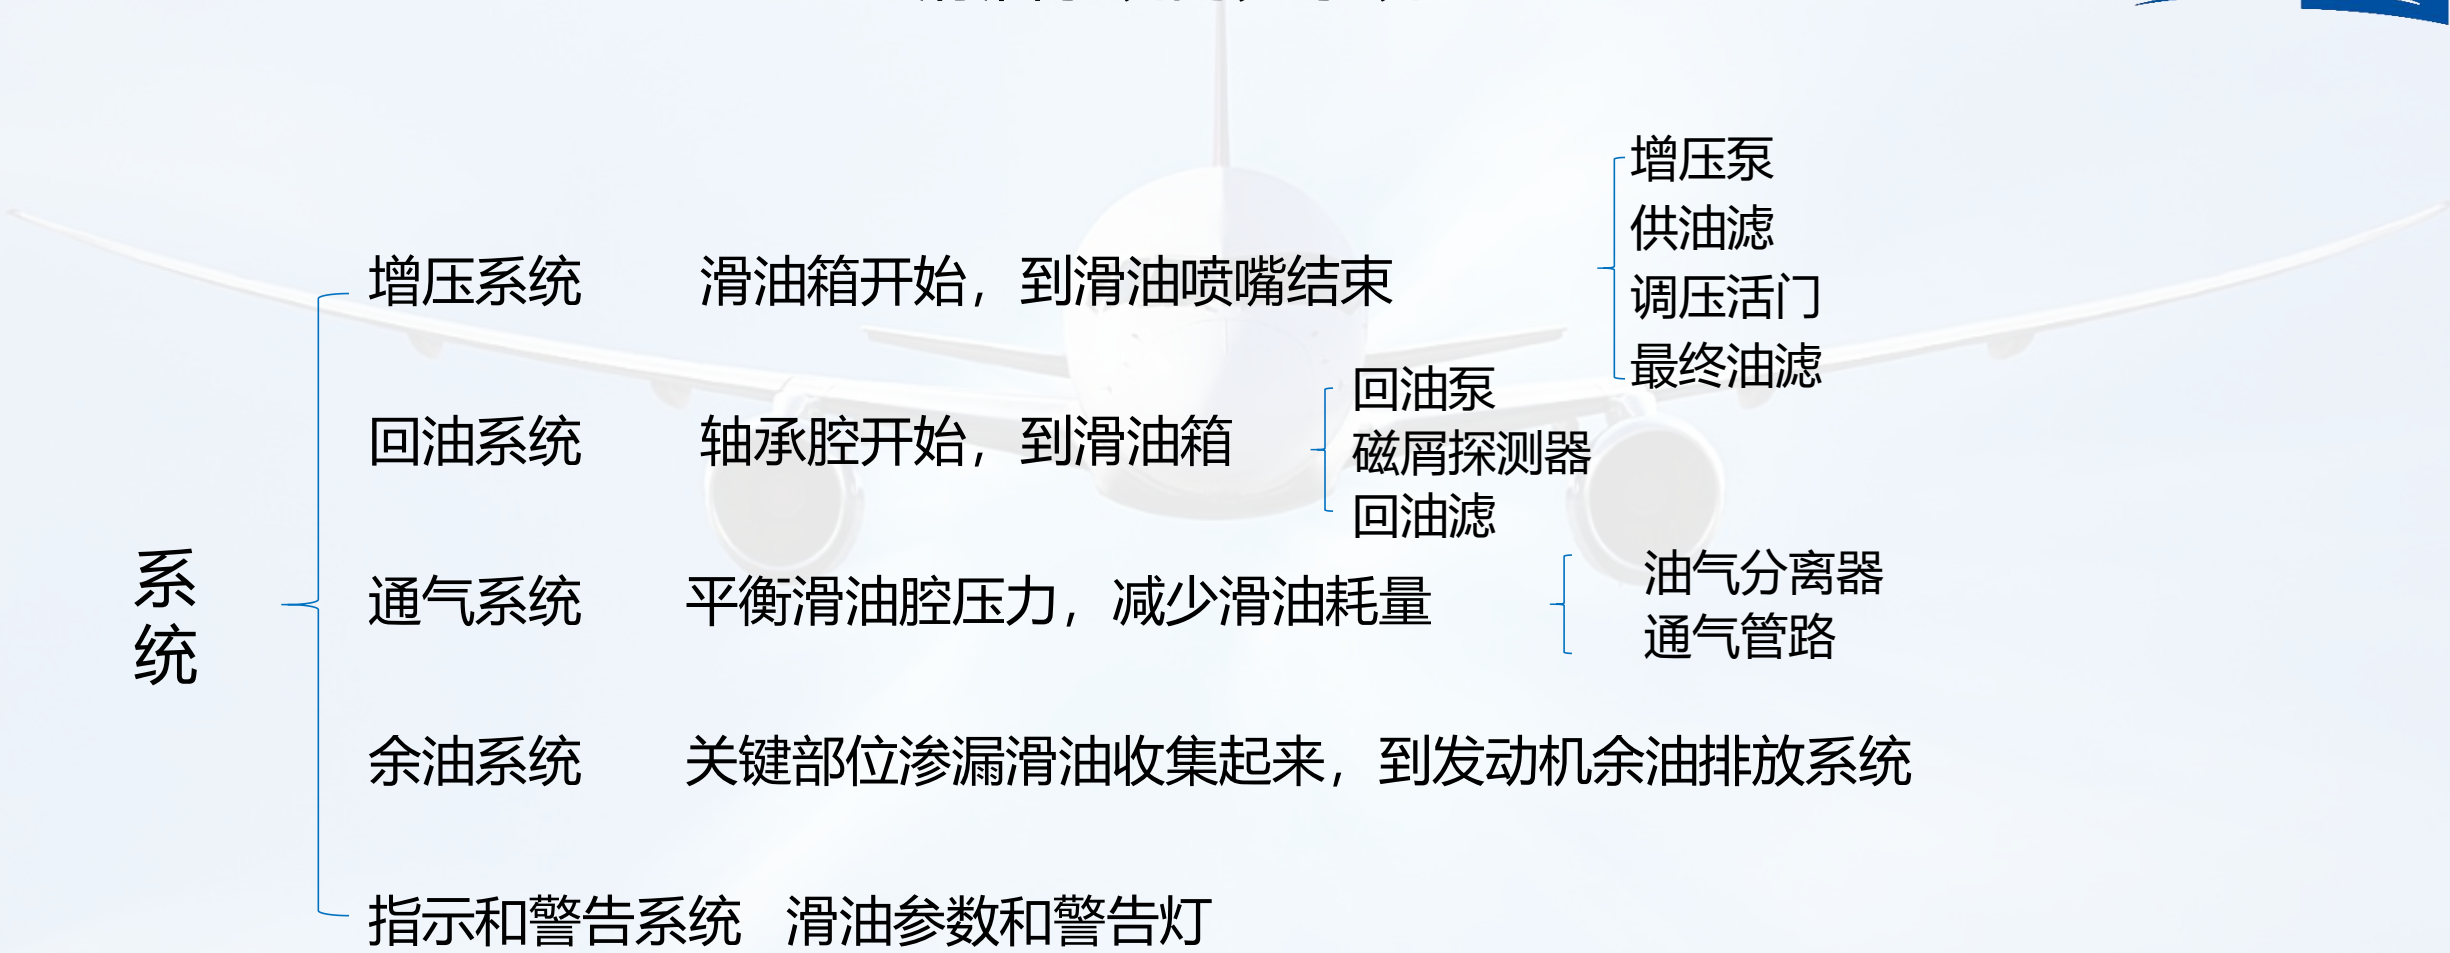 增压泵
供油滤
调压活门
最终油滤
增压系统 滑油箱开始，到滑油喷嘴结束
回油泵
磁屑探测器
回油滤
回油系统 轴承腔开始，到滑油箱
油气分离器
通气管路
通气系统 平衡滑油腔压力，减少滑油耗量
系
统
余油系统 关键部位渗漏滑油收集起来，到发动机余油排放系统
指示和警告系统 滑油参数和警告灯